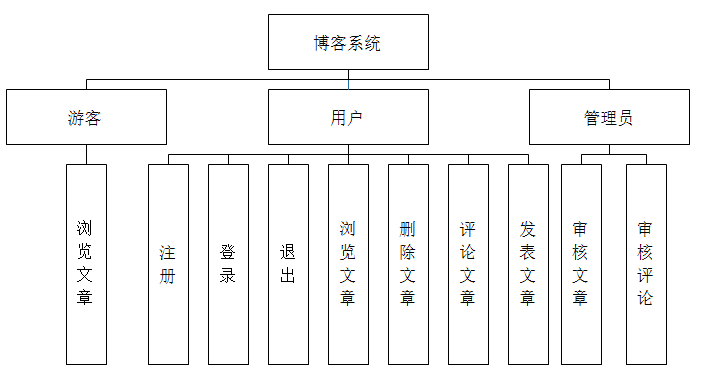 博客系统
游客
用户
管理员
浏览文章
注册
登录
退出
浏览文章
删除文章
评论文章
发表文章
审核文章
审核评论